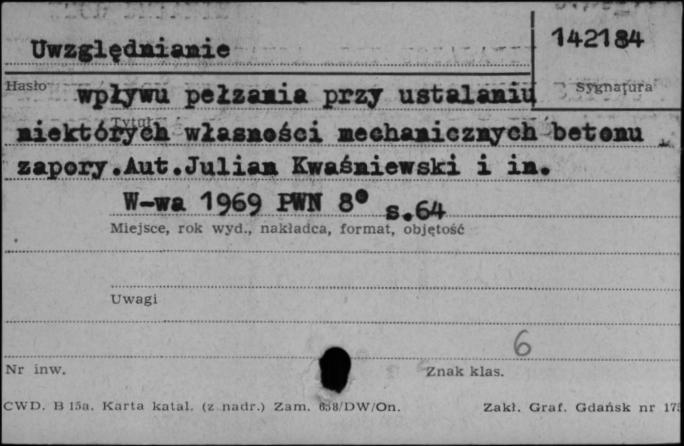 Uwzględnianie
142184
Hasło
Sygnatura
wpływu pełzania przy ustalaniu
Tytuł
niektórych własności mechanicznych betonu
zapory.Aut.Julian Kwaśniewski i in.
W-wa 1969 PWN 8° s.64
Miejsce, rok wyd., nakładca, format, objętość
Uwagi
6
Nr inw.
Znak klas.
CWD. B 15a. Karta katal. (z nadr.) Zam. 658/DW/On.
Zakł. Graf. Gdańsk nr 175